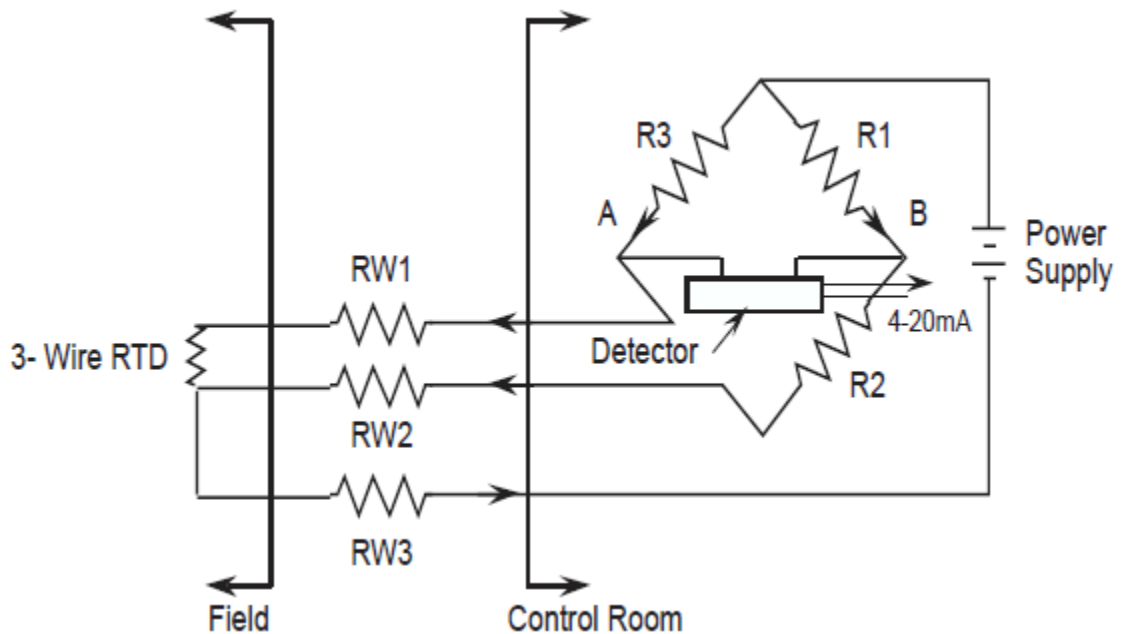 R3
R1
A
B
Power
Supply
RW1
4-20mA
3- Wire RTD
Detector
R2
RW2
RW3
Field
Control Room